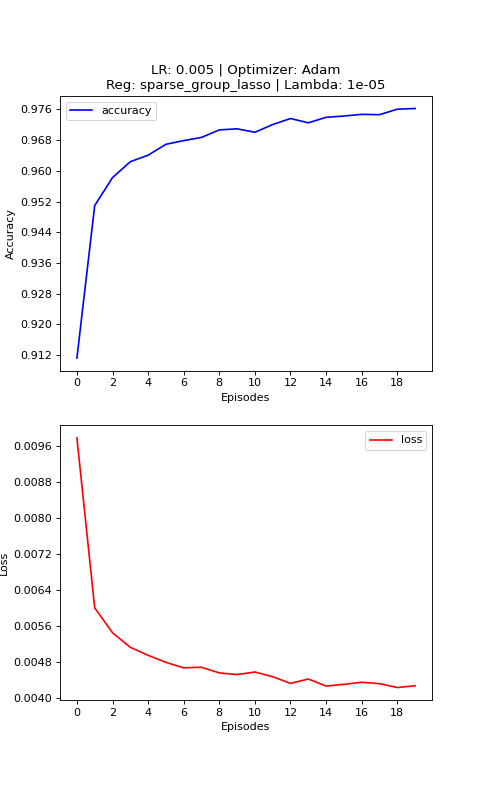 LR: 0.005 | Optimizer: Adam
Reg: sparse_group_lasso | Lambda: 1e-05
accuracy
0.976
0.968
0.960
0.952
0.944
0.936
0.928
0.920
0.912
Accuracy
0 2 4 6 8 10 12 14 16 18
Episodes
loss
0.0096
0.0088
0.0080
0.0072
0.0064
0.0056
0.0048
0.0040
Loss
0 2 4 6 8 10 12 14 16 18
Episodes